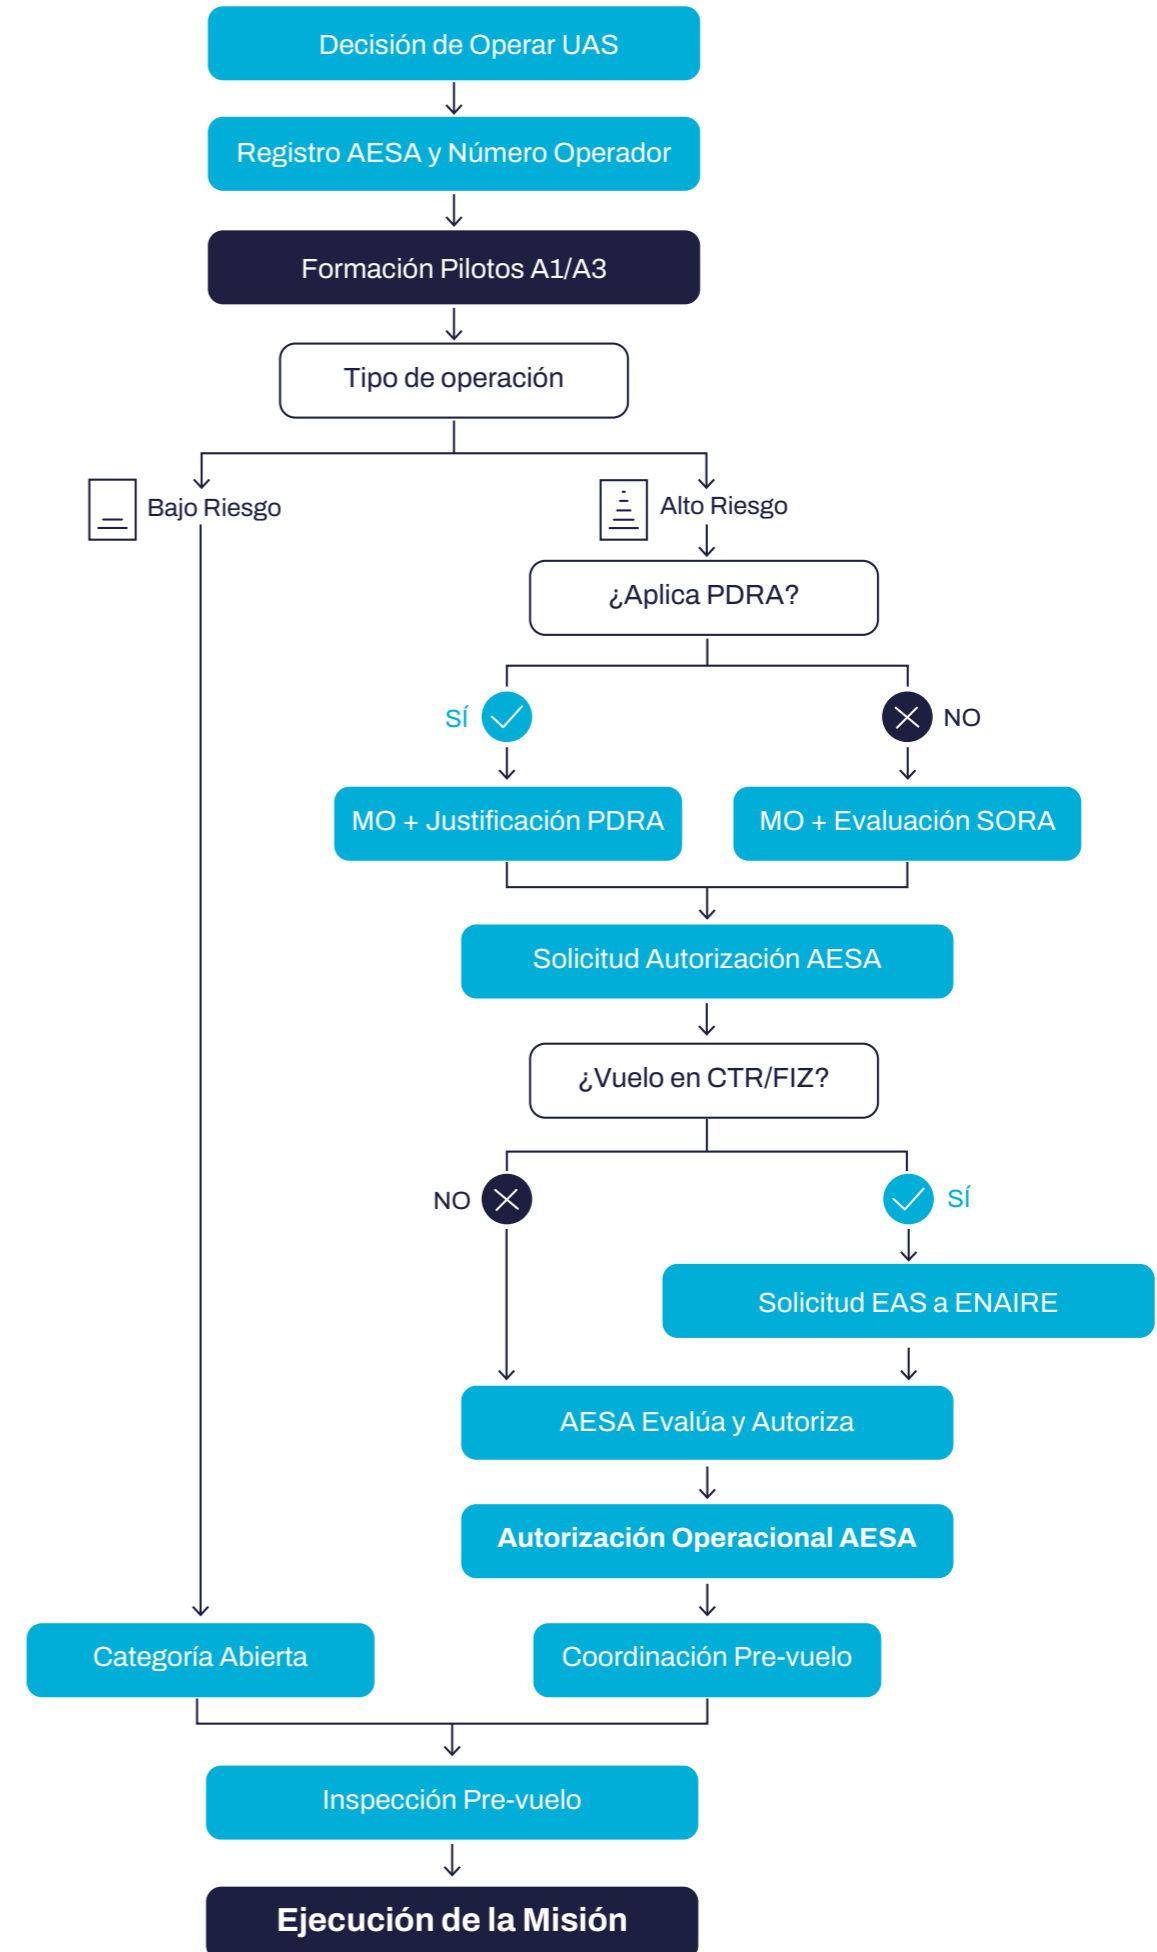 Decisión de Operar UAS
Registro AESA y Número Operador
Formación Pilotos A1/A3
Tipo de operación
Bajo Riesgo
Alto Riesgo
¿Aplica PDRA?
SÍ
NO
MO + Justificación PDRA
MO + Evaluación SORA
Solicitud Autorización AESA
¿Vuelo en CTR/FIZ?
NO
SÍ
Solicitud EAS a ENAIRE
AESA Evalúa y Autoriza
Autorización Operacional AESA
Categoría Abierta
Coordinación Pre-vuelo
Inspección Pre-vuelo
Ejecución de la Misión